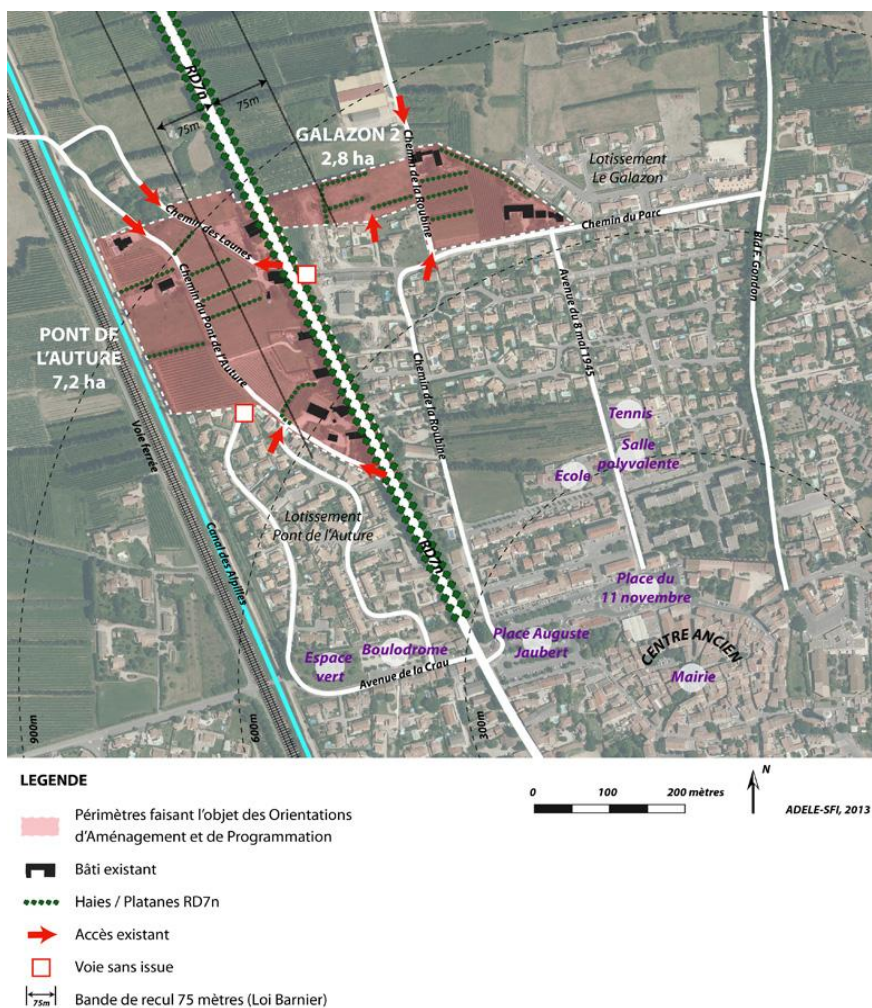 RD7n
75m
75m
GALAZON 2
2,8 ha
Chemin de la Roubine
Lotissement
Le Galazon
Chemin des Launes
Chemin du Parc
Chemin du Pont de l'Auture
Bld E. Gondon
PONT DE
L'AUTURE
7,2 ha
Avenue du 8 mai 1945
Chemin de la Roubine
Tennis
Salle
polyvalente
Ecole
Voie ferrée
Lotissement
Pont de l'Auture
Canal des Alpilles
RD7n
Place du
11 novembre
Espace
vert
Boulodrome
Place Auguste
Jaubert
CENTRE ANCIEN
Mairie
Avenue de la Crau
900m
600m
300m
LEGENDE
Périmètres faisant l'objet des Orientations
d'Aménagement et de Programmation
Bâti existant
Haies / Platanes RD7n
Accès existant
Voie sans issue
75m
Bande de recul 75 mètres (Loi Barnier)
0 100 200 mètres
N
ADELE-SFI, 2013